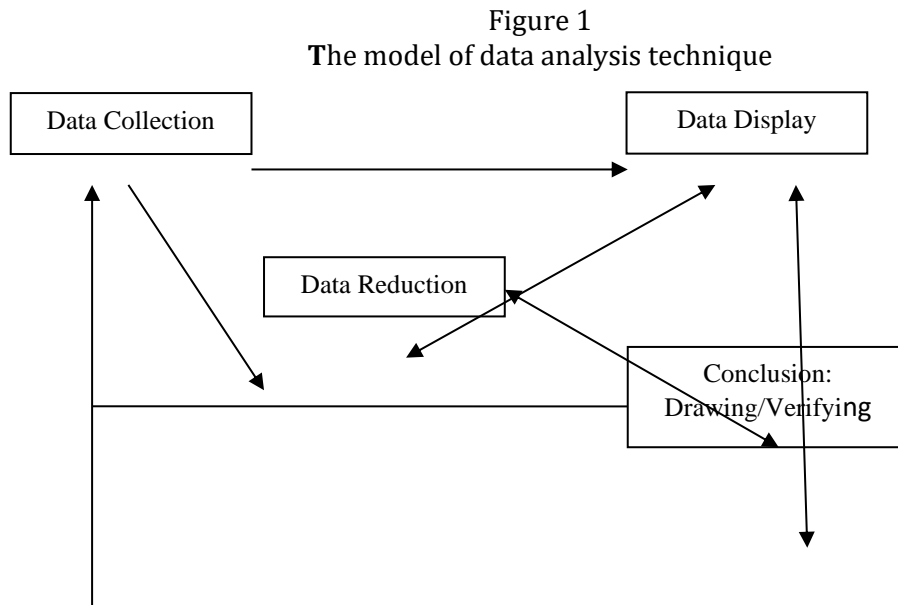 Figure 1
The model of data analysis technique
Data Collection
Data Display
Data Reduction
Conclusion:
Drawing/Verifying